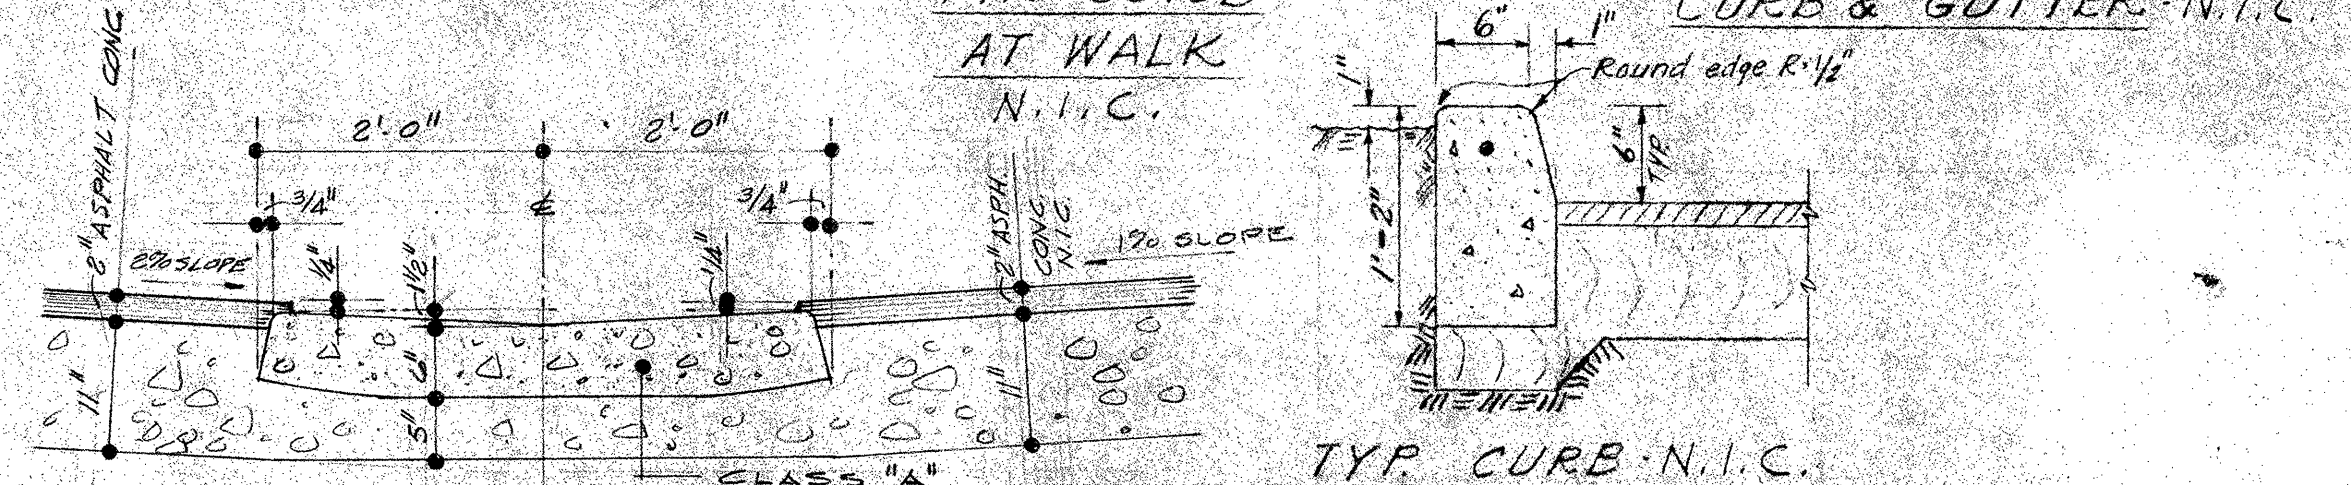 CURB & GUTTER - N.I.C.
AT WALK
N.I.C.
2" ASPHALT CONC
2'-0"
2'-0"
3/4"
3/4"
℄
2% SLOPE
1/4"
1 1/2"
1/4"
2" ASPH.
CONC.
N.I.C.
1% SLOPE
11"
6"
5"
11"
CLASS "A"
6"
1"
Round edge R=1/2"
1"
6"
TYP.
1'-2"
TYP. CURB - N.I.C.